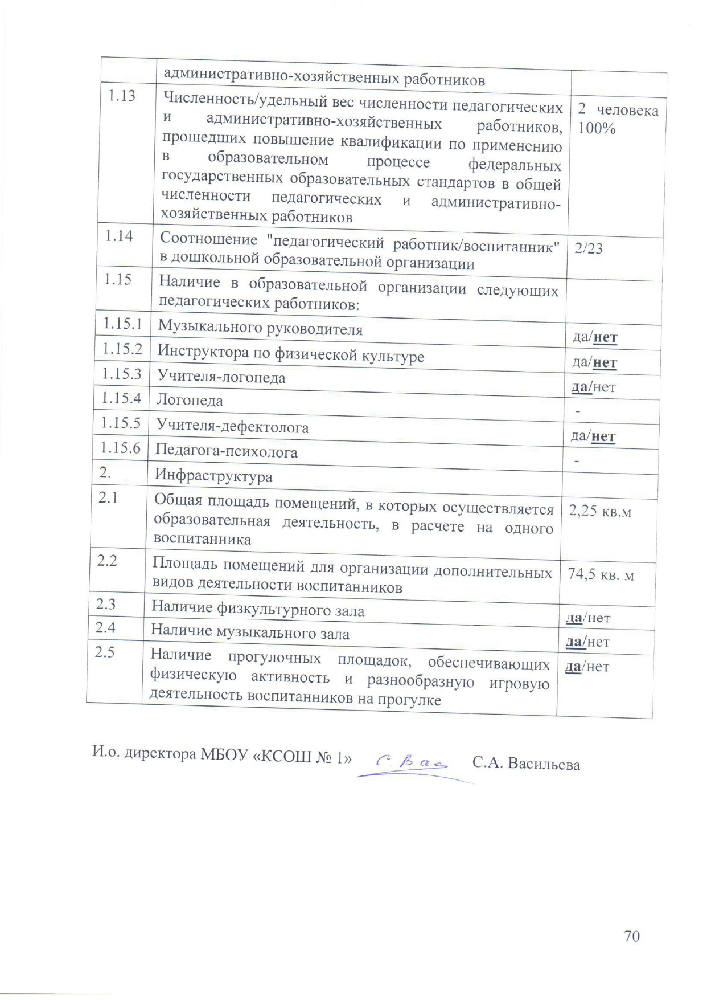 административно-хозяйственных работников
1.13 Численность/удельный вес численности педагогических 2 человека
и административно-хозяйственных работников, 100%
прошедших повышение квалификации по применению
в образовательном процессе федеральных
государственных образовательных стандартов в общей
численности педагогических и административно-
хозяйственных работников
1.14 Соотношение "педагогический работник/воспитанник" 2/23
в дошкольной образовательной организации
1.15 Наличие в образовательной организации следующих
педагогических работников:
1.15.1 Музыкального руководителя да/нет
1.15.2 Инструктора по физической культуре да/нет
1.15.3 Учителя-логопеда да/нет
1.15.4 Логопеда -
1.15.5 Учителя-дефектолога да/нет
1.15.6 Педагога-психолога -
2. Инфраструктура
2.1 Общая площадь помещений, в которых осуществляется 2,25 кв.м
образовательная деятельность, в расчете на одного
воспитанника
2.2 Площадь помещений для организации дополнительных 74,5 кв. м
видов деятельности воспитанников
2.3 Наличие физкультурного зала да/нет
2.4 Наличие музыкального зала да/нет
2.5 Наличие прогулочных площадок, обеспечивающих да/нет
физическую активность и разнообразную игровую
деятельность воспитанников на прогулке
И.о. директора МБОУ «КСОШ № 1» С. Вас С.А. Васильева
70